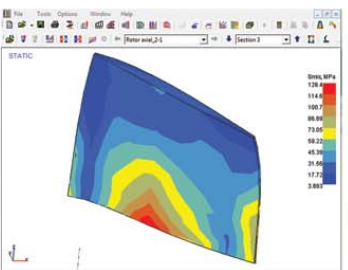 File Tools Options Window
Rotor axial_2-1 Section 3
STATIC
Smis, MPa
128.4
114.6
100.7
86.89
73.05
59.22
45.39
31.56
17.72
3.893